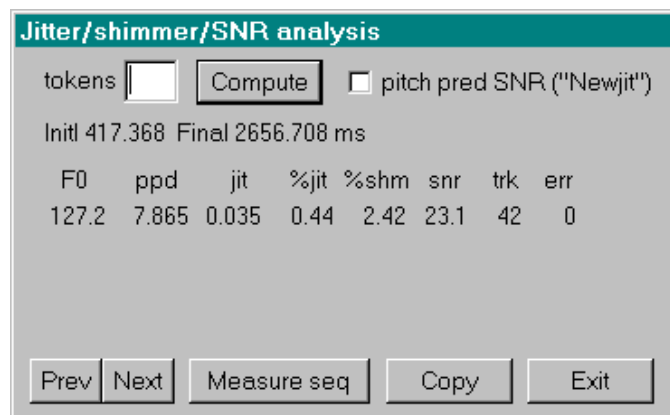 Jitter/shimmer/SNR analysis
tokens Compute pitch pred SNR ("Newjit")
Initl 417.368 Final 2656.708 ms
F0 ppd jit %jit %shm snr trk err
127.2 7.865 0.035 0.44 2.42 23.1 42 0
Prev Next Measure seq Copy Exit